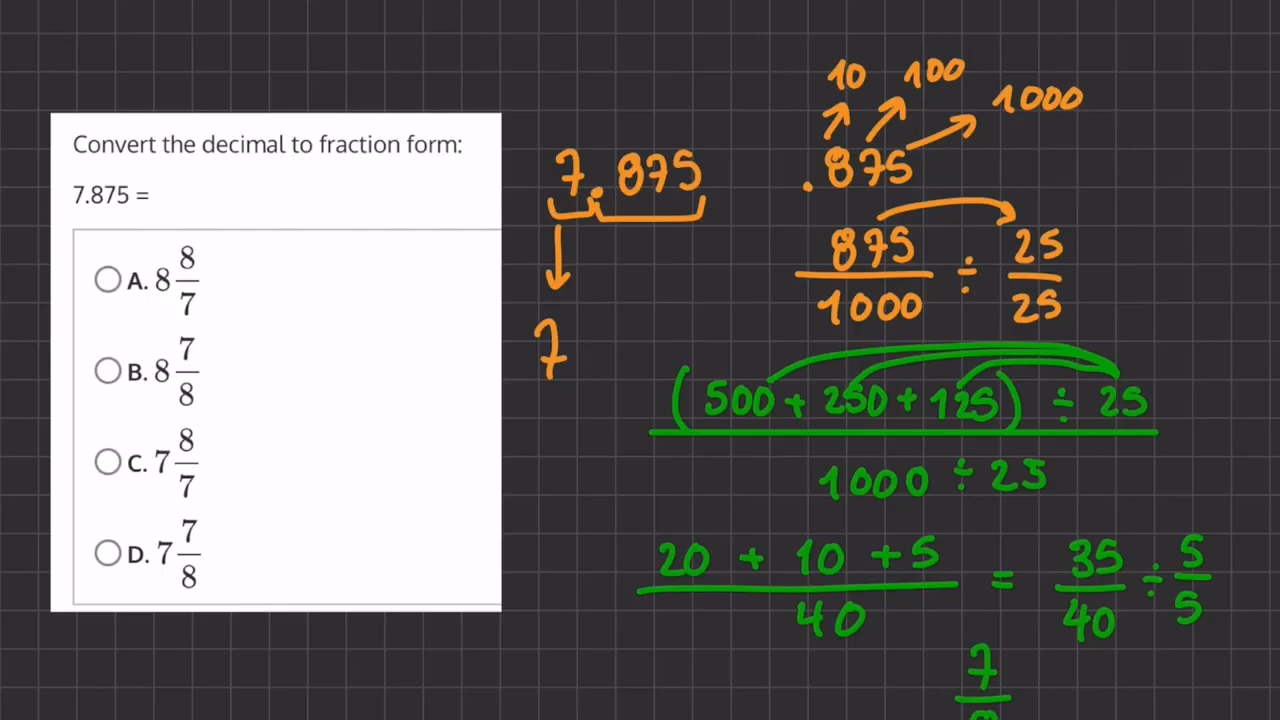 Convert the decimal to fraction form:
7.875 =
A. 8 8/7
B. 8 7/8
C. 7 8/7
D. 7 7/8
7.875
7
10 100 1000
.875
875/1000 ÷ 25/25
(500 + 250 + 125) ÷ 25
1000 ÷ 25
20 + 10 + 5
40
= 35/40 ÷ 5/5
7